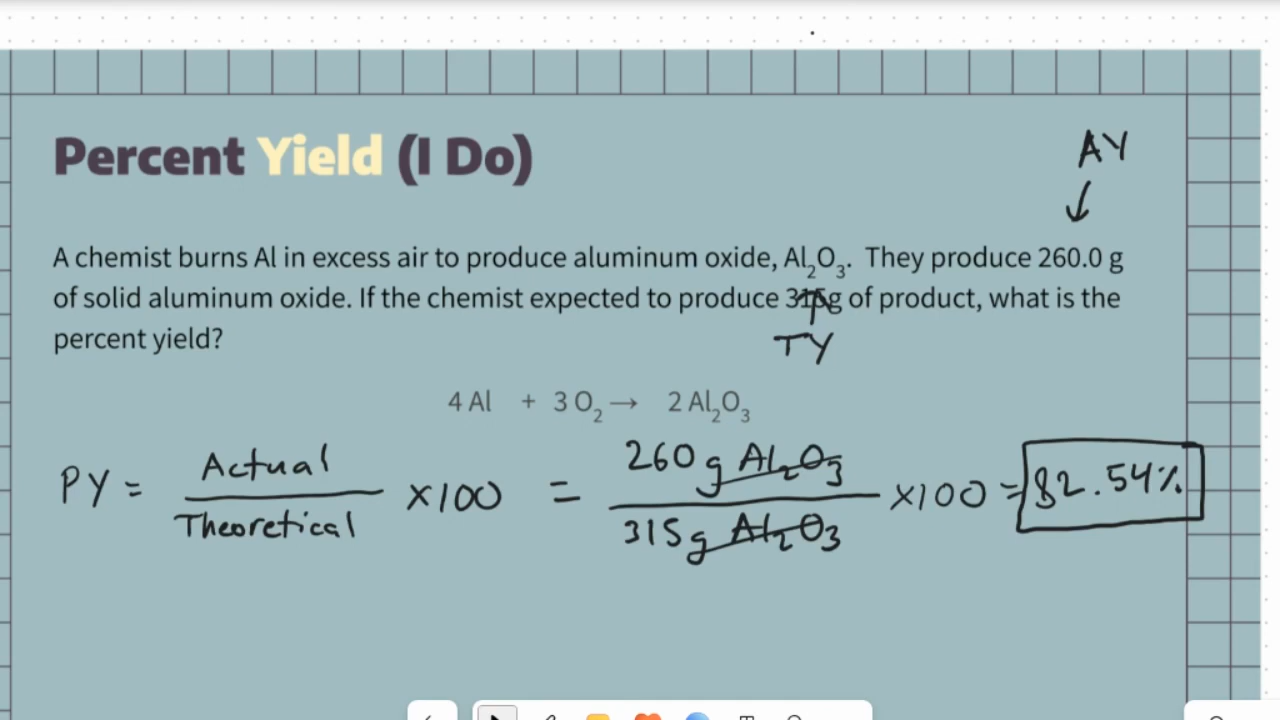 Percent Yield (I Do)
AY
↓
A chemist burns Al in excess air to produce aluminum oxide, Al₂O₃. They produce 260.0 g
of solid aluminum oxide. If the chemist expected to produce 315g of product, what is the
percent yield?
TY
4 Al + 3 O₂ → 2 Al₂O₃
PY = Actual / Theoretical ×100 = 260g Al₂O₃ / 315g Al₂O₃ ×100 = 82.54%